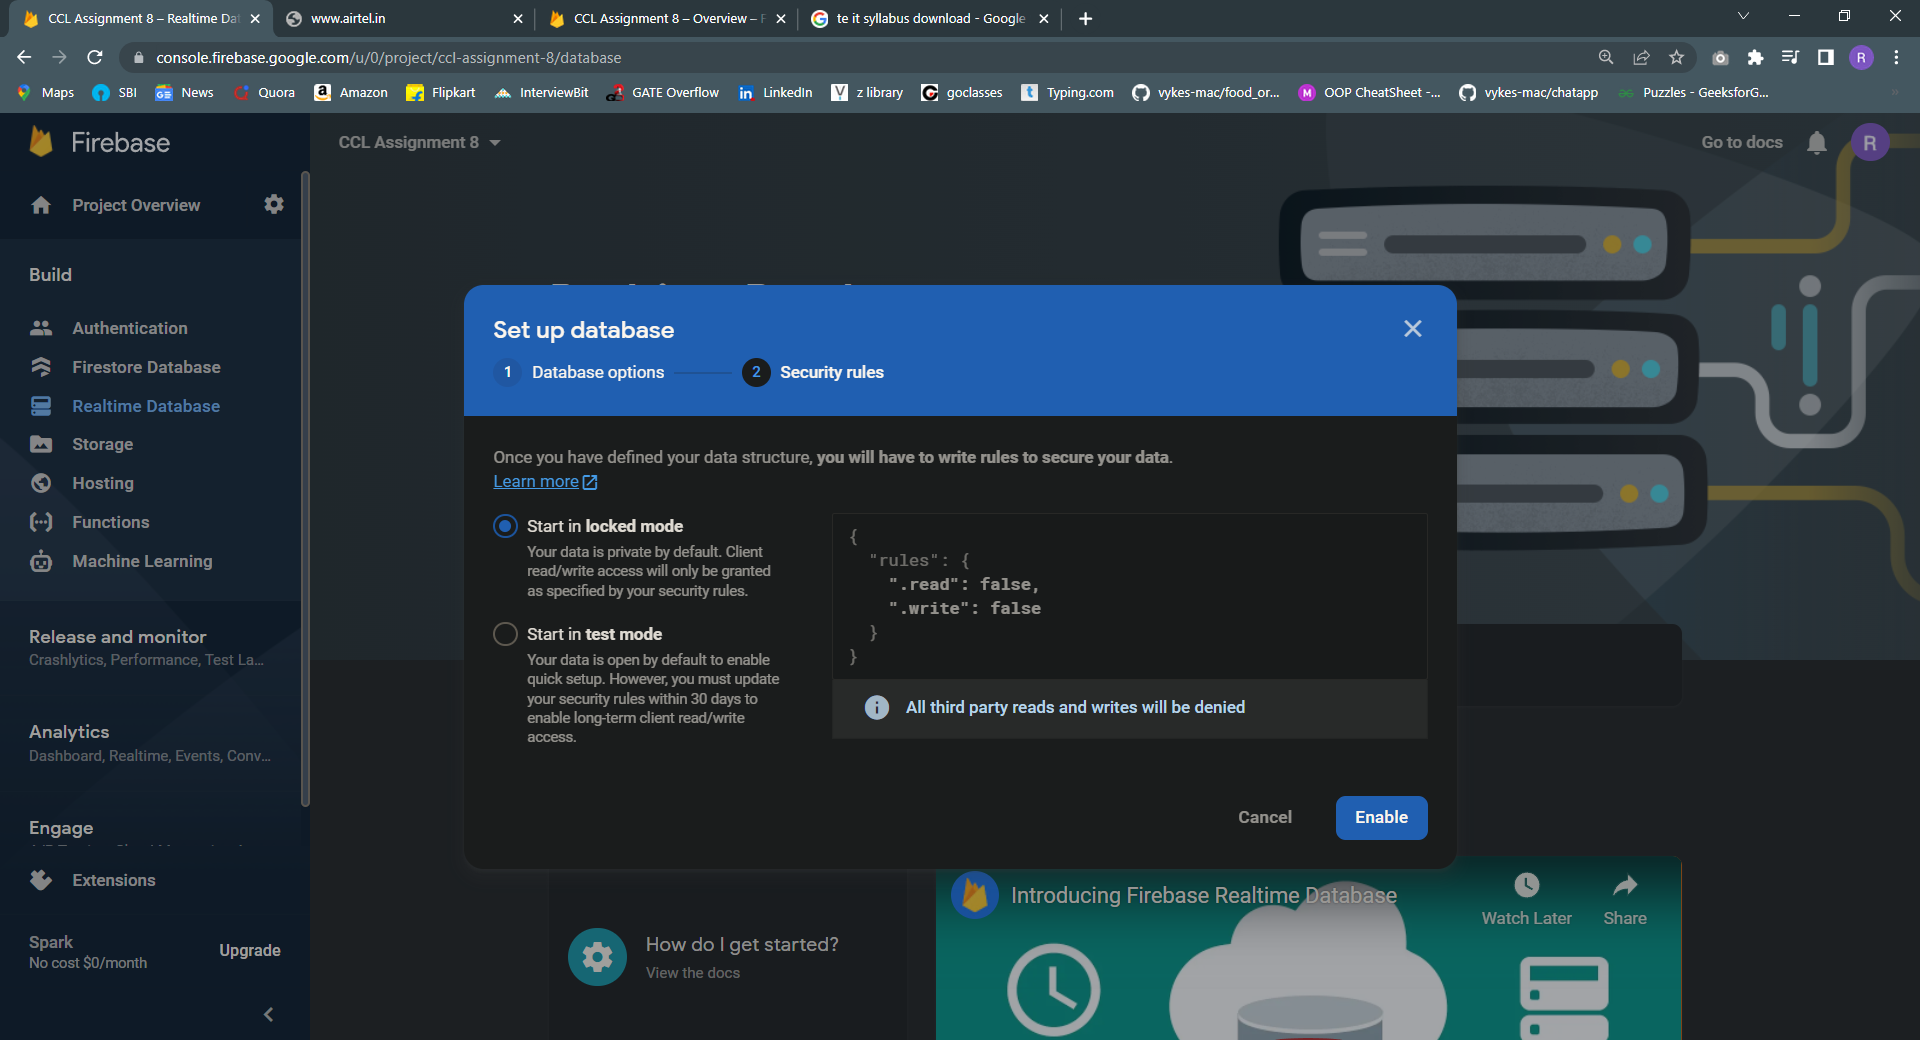 CCL Assignment 8 – Realtime Dat
www.airtel.in
CCL Assignment 8 – Overview – F
te it syllabus download - Google
console.firebase.google.com/u/0/project/ccl-assignment-8/database
R
Maps
SBI
News
Quora
Amazon
Flipkart
InterviewBit
GATE Overflow
LinkedIn
z library
goclasses
Typing.com
vykes-mac/food_or...
OOP CheatSheet -...
vykes-mac/chatapp
Puzzles - GeeksforG...
Firebase
CCL Assignment 8
Go to docs
R
Project Overview
Build
Authentication
Firestore Database
Realtime Database
Storage
Hosting
Functions
Machine Learning
Release and monitor
Crashlytics, Performance, Test La...
Analytics
Dashboard, Realtime, Events, Conv...
Engage
Extensions
Spark
No cost $0/month
Upgrade
Set up database
1 Database options
2 Security rules
Once you have defined your data structure, you will have to write rules to secure your data.
Learn more
Start in locked mode
Your data is private by default. Client
read/write access will only be granted
as specified by your security rules.
Start in test mode
Your data is open by default to enable
quick setup. However, you must update
your security rules within 30 days to
enable long-term client read/write
access.
{
"rules": {
".read": false,
".write": false
}
}
All third party reads and writes will be denied
Cancel
Enable
How do I get started?
View the docs
Introducing Firebase Realtime Database
Watch Later
Share